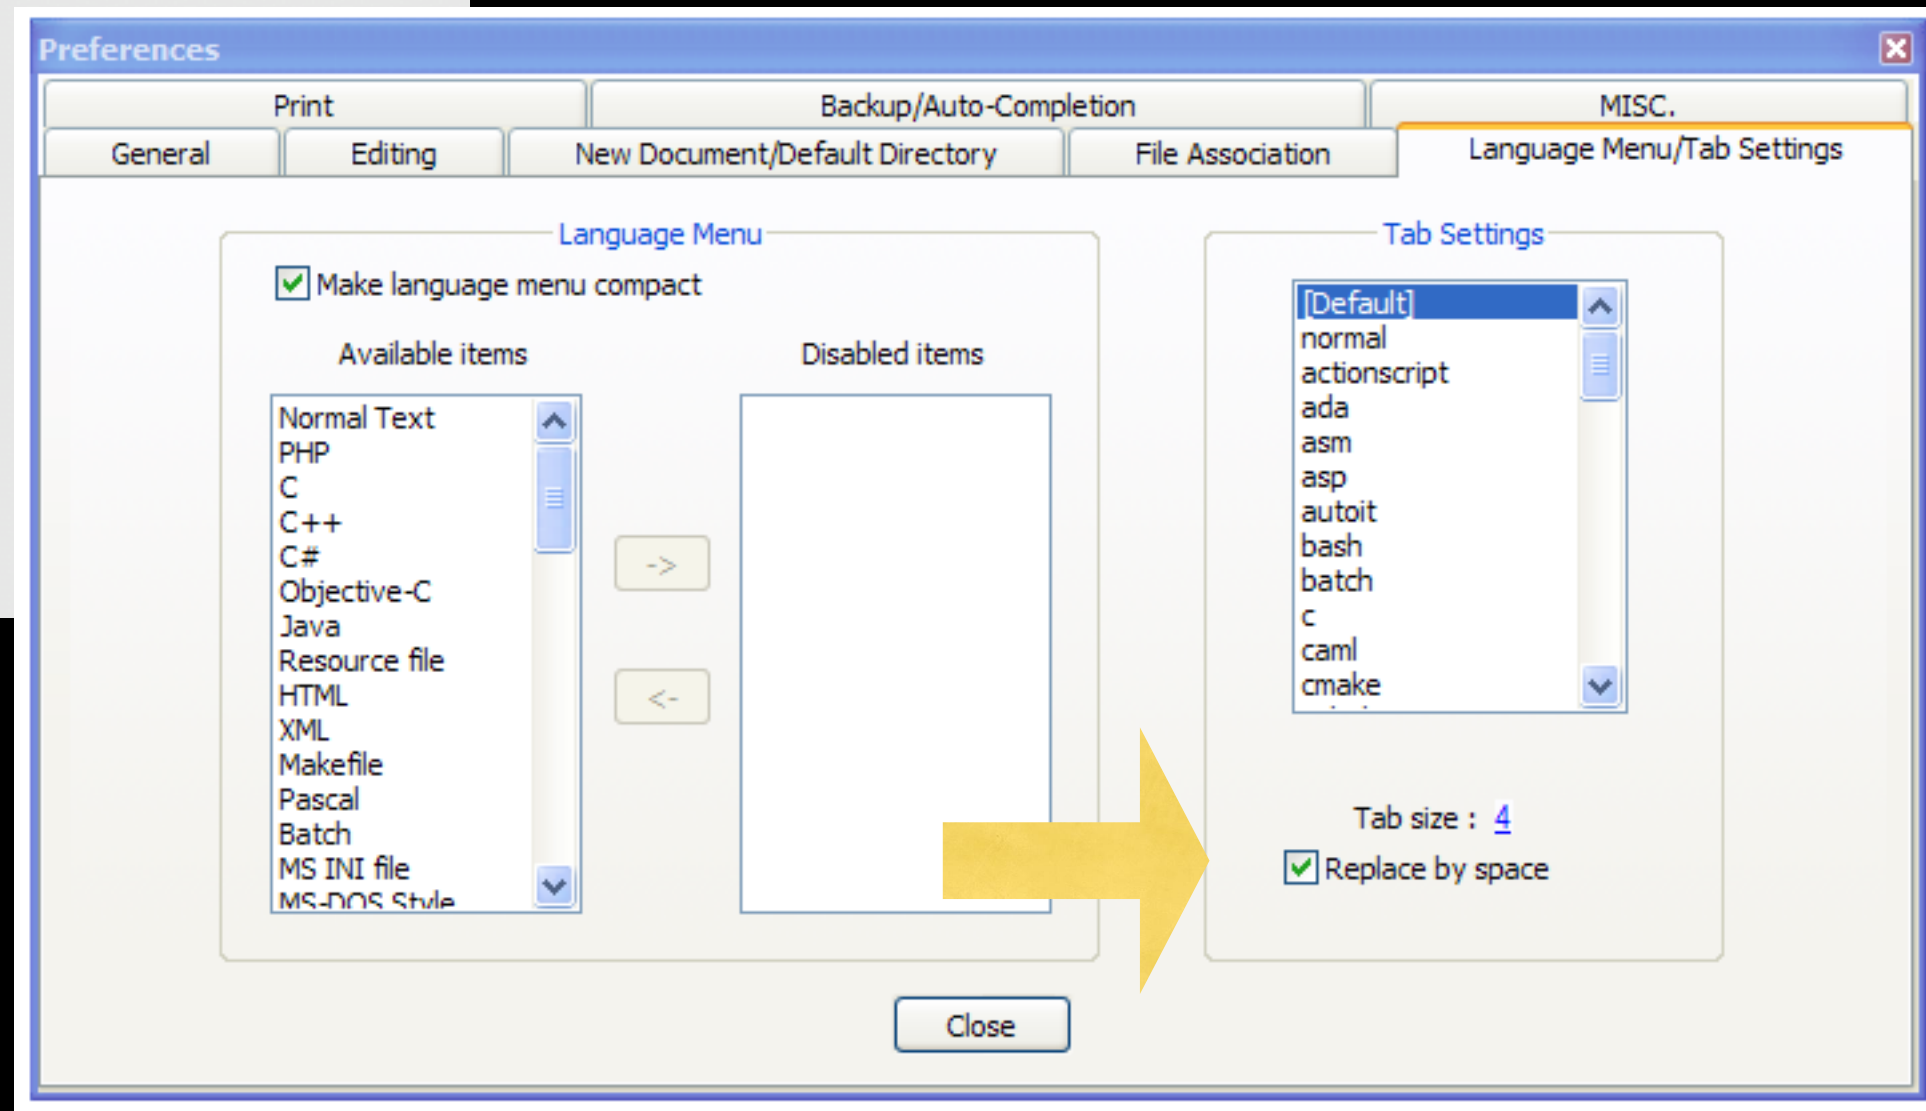 Preferences
Print
Backup/Auto-Completion
MISC.
General
Editing
New Document/Default Directory
File Association
Language Menu/Tab Settings
Language Menu
Make language menu compact
Available items
Normal Text
PHP
C
C++
C#
Objective-C
Java
Resource file
HTML
XML
Makefile
Pascal
Batch
MS INI file
MS-DOS Style
->
<-
Disabled items
Tab Settings
[Default]
normal
actionscript
ada
asm
asp
autoit
bash
batch
c
caml
cmake
Tab size : 4
Replace by space
Close